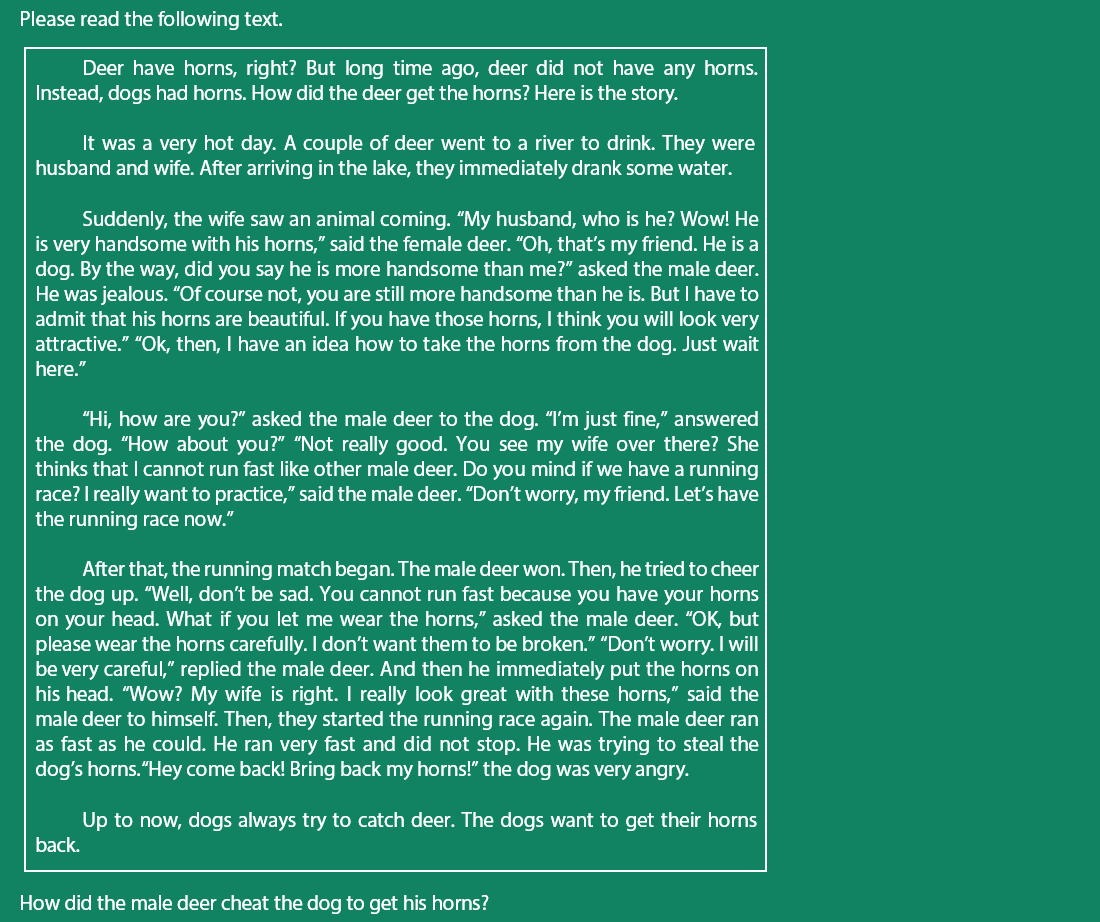 Please read the following text.
Deer have horns, right? But long time ago, deer did not have any horns.
Instead, dogs had horns. How did the deer get the horns? Here is the story.
It was a very hot day. A couple of deer went to a river to drink. They were
husband and wife. After arriving in the lake, they immediately drank some water.
Suddenly, the wife saw an animal coming. “My husband, who is he? Wow! He
is very handsome with his horns,” said the female deer. “Oh, that’s my friend. He is a
dog. By the way, did you say he is more handsome than me?” asked the male deer.
He was jealous. “Of course not, you are still more handsome than he is. But I have to
admit that his horns are beautiful. If you have those horns, I think you will look very
attractive.” “Ok, then, I have an idea how to take the horns from the dog. Just wait
here.”
“Hi, how are you?” asked the male deer to the dog. “I’m just fine,” answered
the dog. “How about you?” “Not really good. You see my wife over there? She
thinks that I cannot run fast like other male deer. Do you mind if we have a running
race? I really want to practice,” said the male deer. “Don’t worry, my friend. Let’s have
the running race now.”
After that, the running match began. The male deer won. Then, he tried to cheer
the dog up. “Well, don’t be sad. You cannot run fast because you have your horns
on your head. What if you let me wear the horns,” asked the male deer. “OK, but
please wear the horns carefully. I don’t want them to be broken.” “Don’t worry. I will
be very careful,” replied the male deer. And then he immediately put the horns on
his head. “Wow? My wife is right. I really look great with these horns,” said the
male deer to himself. Then, they started the running race again. The male deer ran
as fast as he could. He ran very fast and did not stop. He was trying to steal the
dog’s horns.“Hey come back! Bring back my horns!” the dog was very angry.
Up to now, dogs always try to catch deer. The dogs want to get their horns
back.
How did the male deer cheat the dog to get his horns?